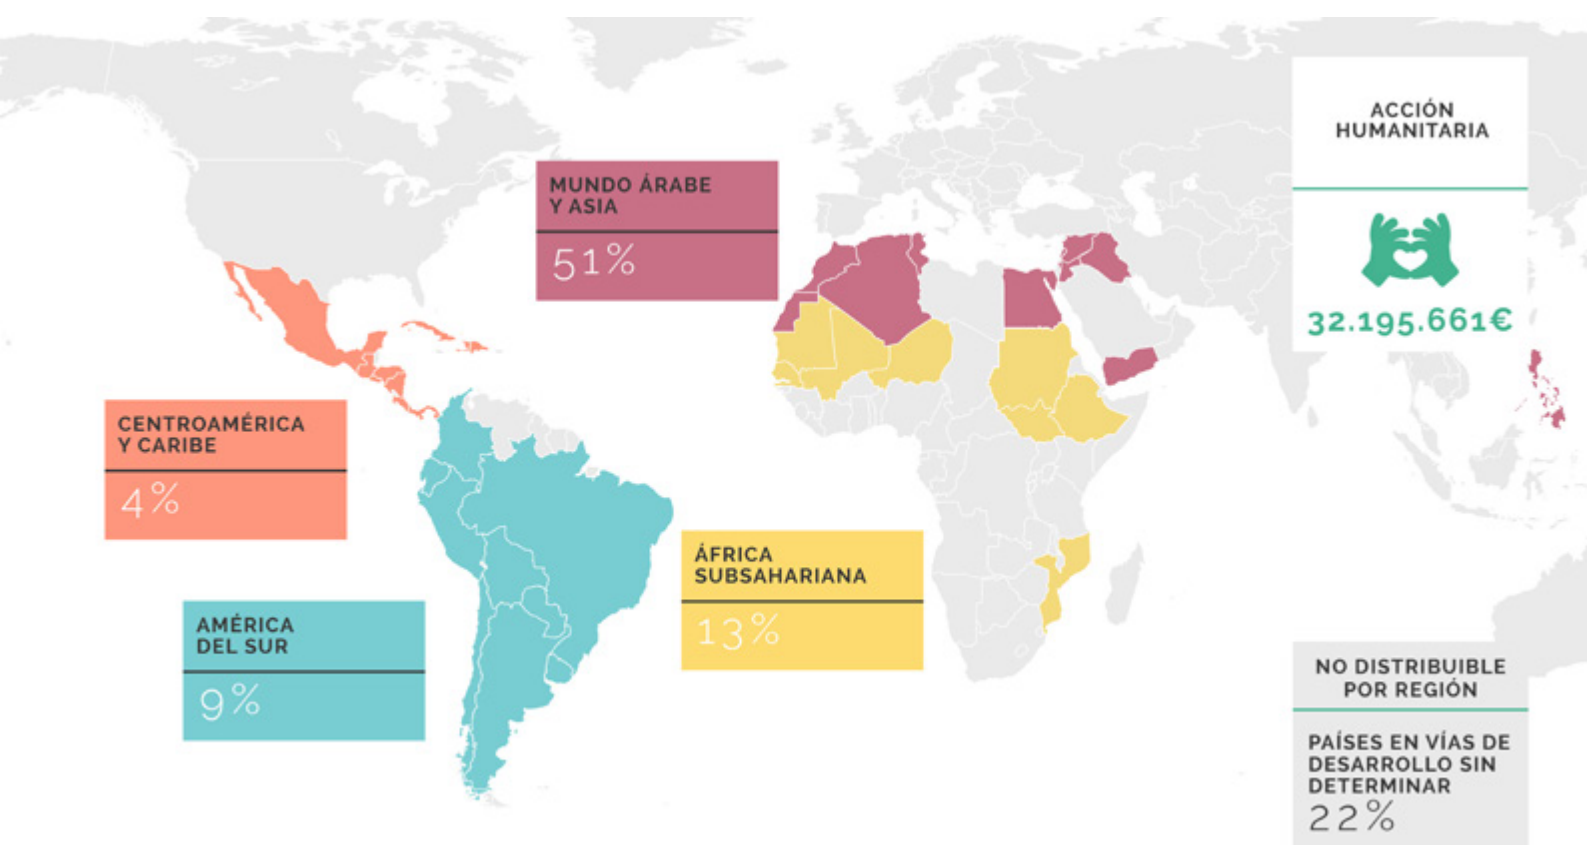 ACCIÓN
HUMANITARIA
32.195.661€
MUNDO ÁRABE
Y ASIA
51%
CENTROAMÉRICA
Y CARIBE
4%
ÁFRICA
SUBSAHARIANA
13%
AMÉRICA
DEL SUR
9%
NO DISTRIBUIBLE
POR REGIÓN
PAÍSES EN VÍAS DE
DESARROLLO SIN
DETERMINAR
22%